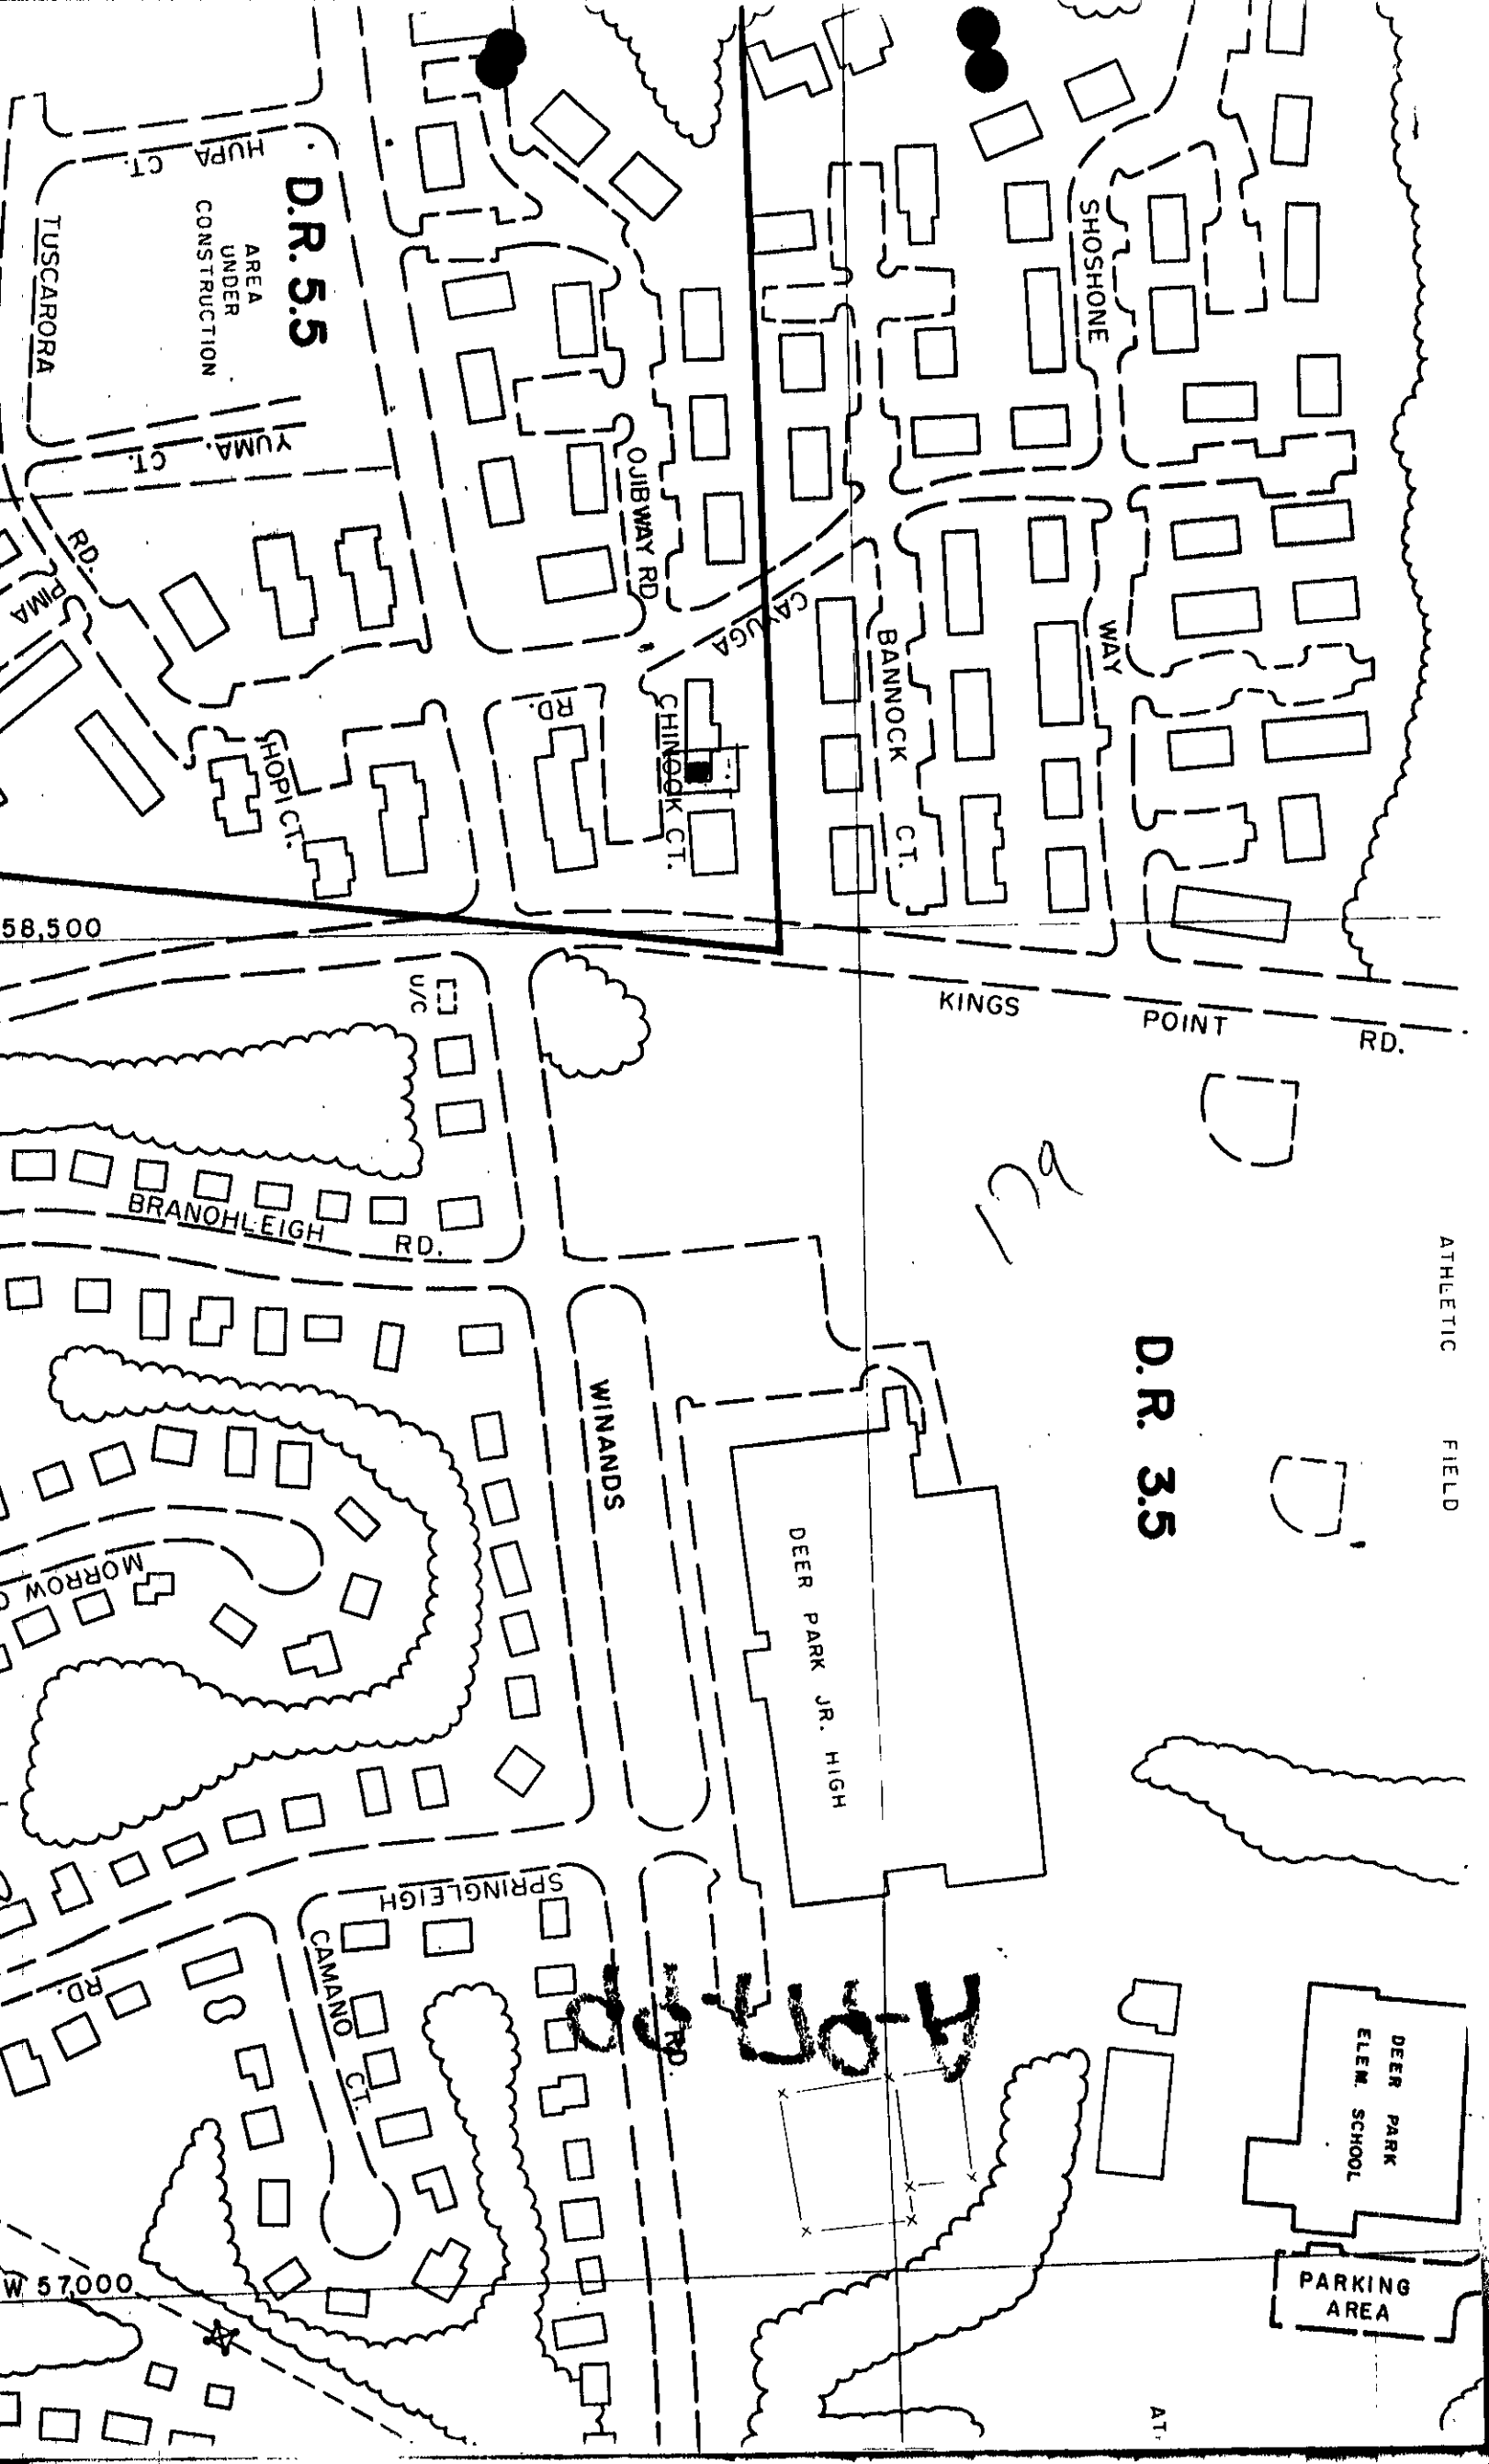 HUPA CT.
D.R. 5.5
AREA
UNDER
CONSTRUCTION
TUSCARORA
YUMA. CT.
RD.
PIMA
OJIBWAY RD
SHOSHONE
WAY
CAYUGA
RD.
BANNOCK CT.
CHINOOK CT.
HOPI CT.
58,500
U/C
KINGS POINT RD.
BRANOHLEIGH RD.
179
ATHLETIC FIELD
D.R. 3.5
WINANDS
RD.
DEER PARK JR. HIGH
MORROW
SPRINGLEIGH
RD.
CAMANO CT.
DEER PARK
ELEM. SCHOOL
PARKING
AREA
W 57,000
AT.